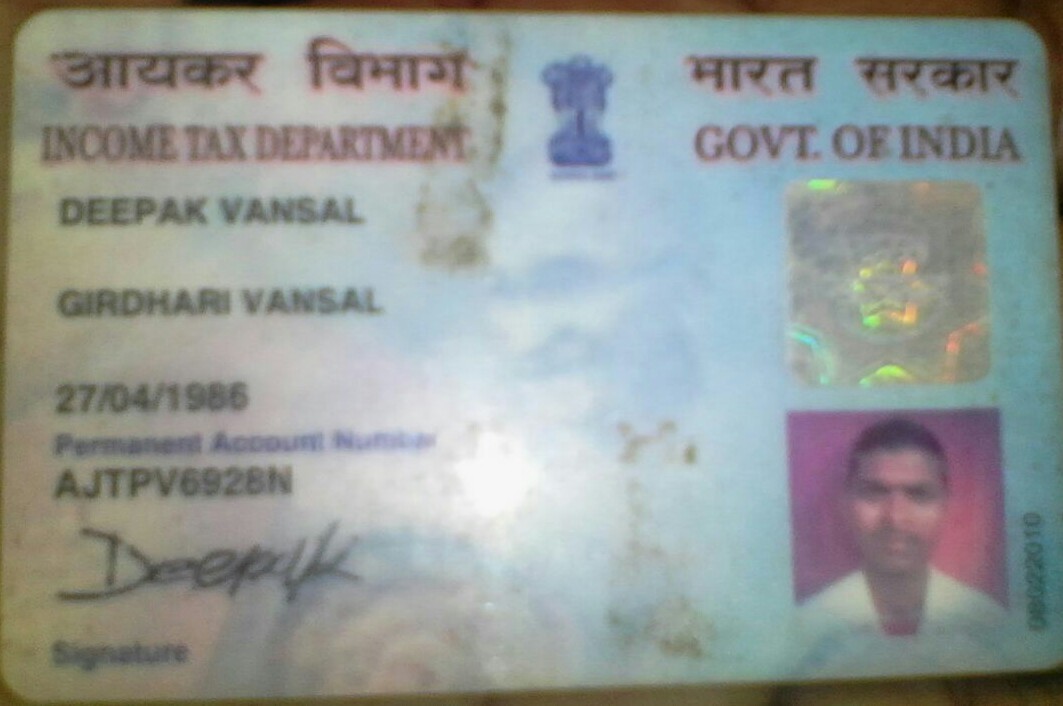 आयकर विभाग
INCOME TAX DEPARTMENT
भारत सरकार
GOVT. OF INDIA
DEEPAK VANSAL
GIRDHARI VANSAL
27/04/1986
Permanent Account Number
AJTPV6928N
Deepak
Signature
08022010